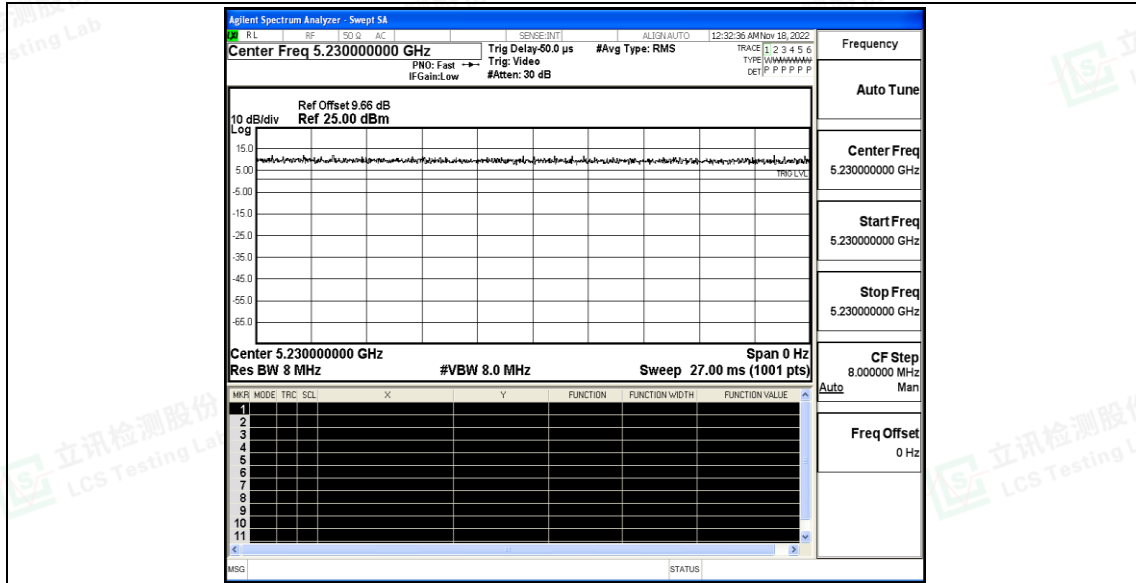 Agilent Spectrum Analyzer - Swept SA
LXI RL RF 50 Ω AC SENSE:INT ALIGN AUTO 12:32:36 AM Nov 18, 2022
Center Freq 5.230000000 GHz
Trig Delay-50.0 µs #Avg Type: RMS
TRACE 1 2 3 4 5 6
PNO: Fast Trig: Video
TYPE
IFGain:Low #Atten: 30 dB
DET P P P P P P
Ref Offset 9.66 dB
10 dB/div Ref 25.00 dBm
Log
15.0
5.00
TRIG LVL
-5.00
-15.0
-25.0
-35.0
-45.0
-55.0
-65.0
Center 5.230000000 GHz Span 0 Hz
Res BW 8 MHz #VBW 8.0 MHz Sweep 27.00 ms (1001 pts)
MKR MODE TRC SCL X Y FUNCTION FUNCTION WIDTH FUNCTION VALUE
1
2
3
4
5
6
7
8
9
10
11
MSG STATUS
Frequency
Auto Tune
Center Freq
5.230000000 GHz
Start Freq
5.230000000 GHz
Stop Freq
5.230000000 GHz
CF Step
8.000000 MHz
Auto Man
Freq Offset
0 Hz
立讯检测股份
LCS Testing Lab
立讯检测股份
LCS Testing L